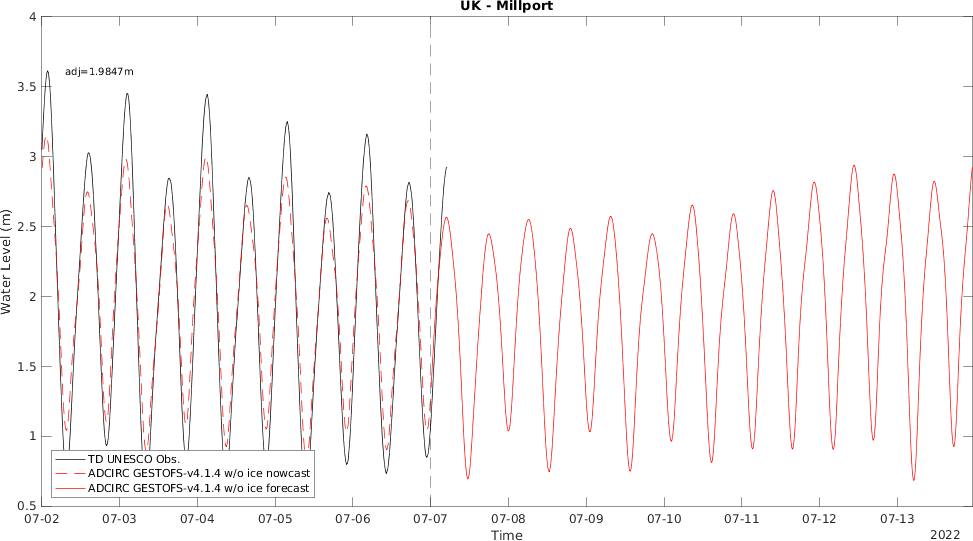 UK - Millport
adj=1.9847m
4
3.5
3
2.5
2
1.5
1
0.5
Water Level (m)
TD UNESCO Obs.
ADCIRC GESTOFS-v4.1.4 w/o ice nowcast
ADCIRC GESTOFS-v4.1.4 w/o ice forecast
07-02 07-03 07-04 07-05 07-06 07-07 07-08 07-09 07-10 07-11 07-12 07-13
Time
2022